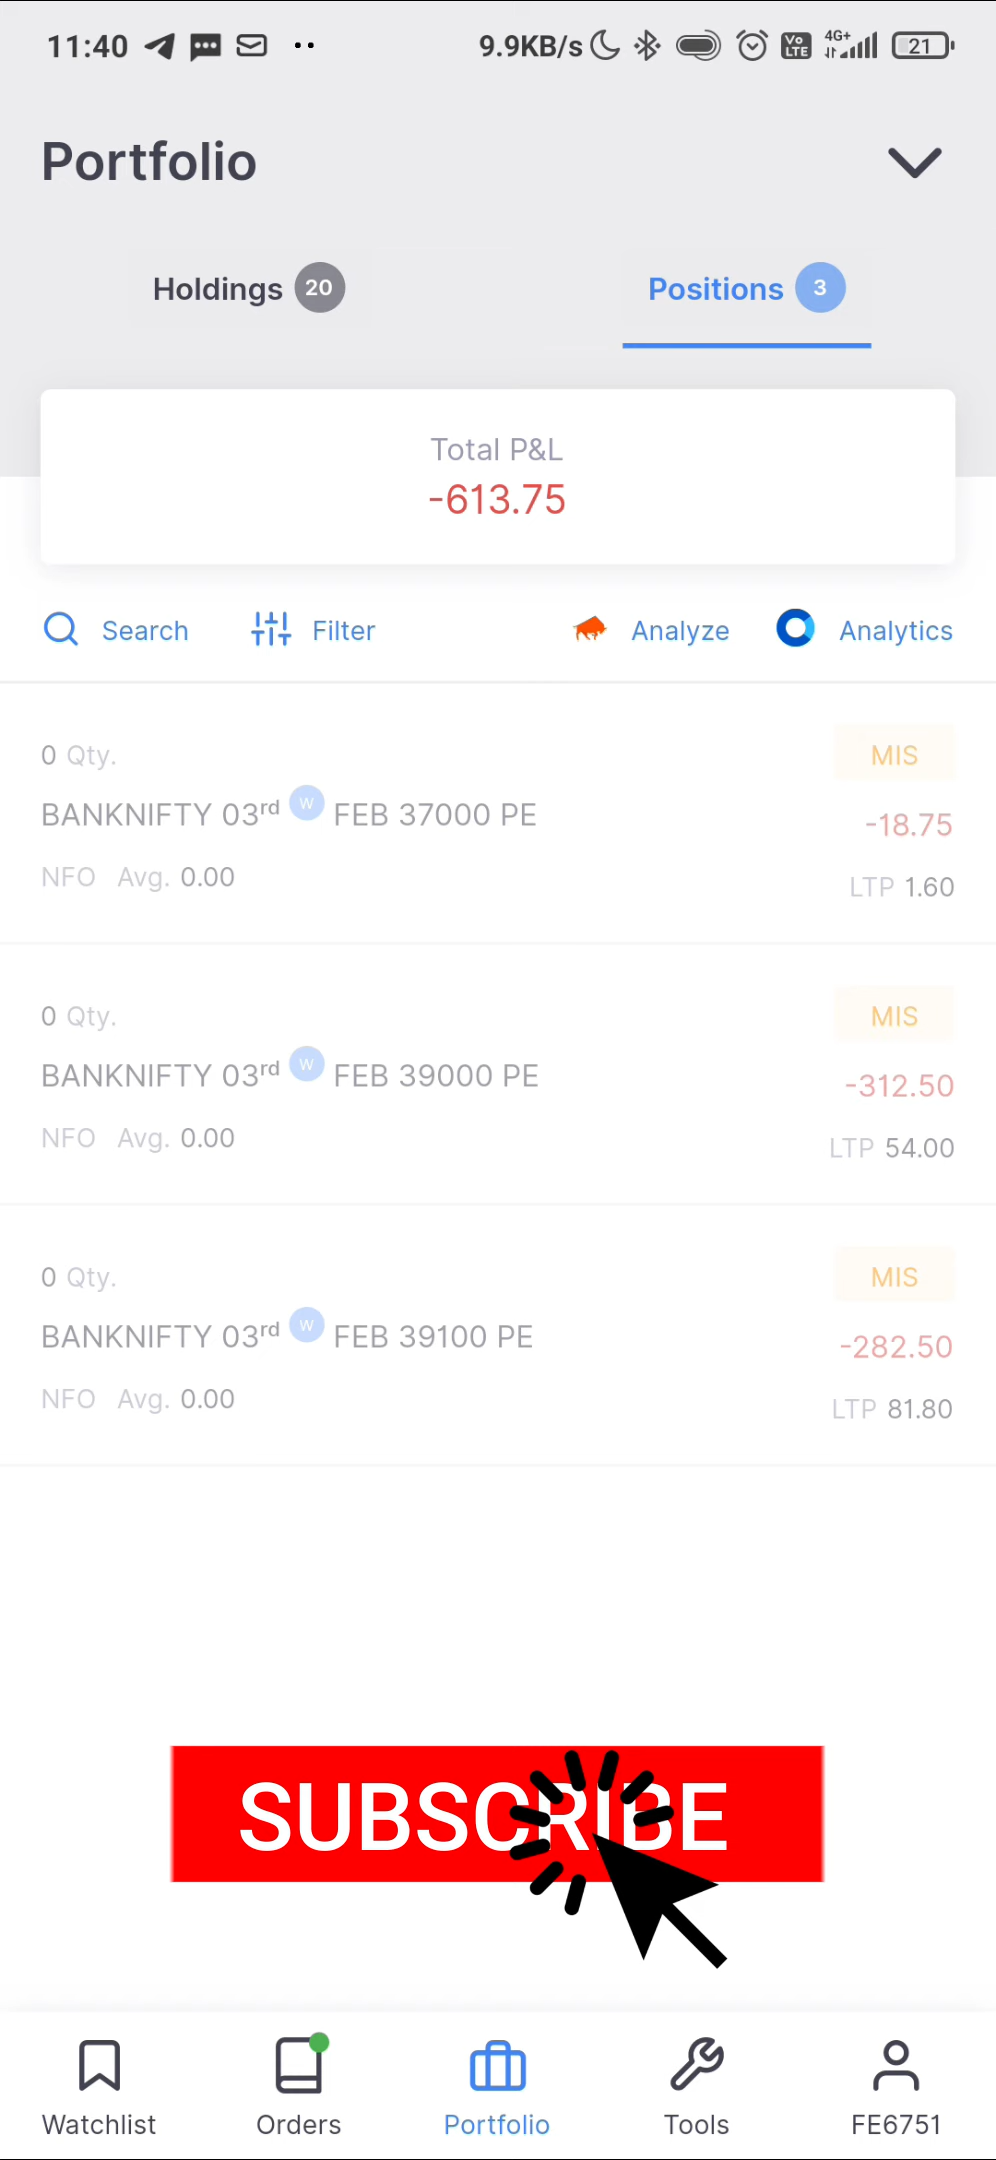 11:40 9.9KB/s Vo LTE 4G+ 21
Portfolio
Holdings 20 Positions 3
Total P&L
-613.75
Search Filter Analyze Analytics
0 Qty. MIS
BANKNIFTY 03rd W FEB 37000 PE -18.75
NFO Avg. 0.00 LTP 1.60
0 Qty. MIS
BANKNIFTY 03rd W FEB 39000 PE -312.50
NFO Avg. 0.00 LTP 54.00
0 Qty. MIS
BANKNIFTY 03rd W FEB 39100 PE -282.50
NFO Avg. 0.00 LTP 81.80
SUBSCRIBE
Watchlist Orders Portfolio Tools FE6751